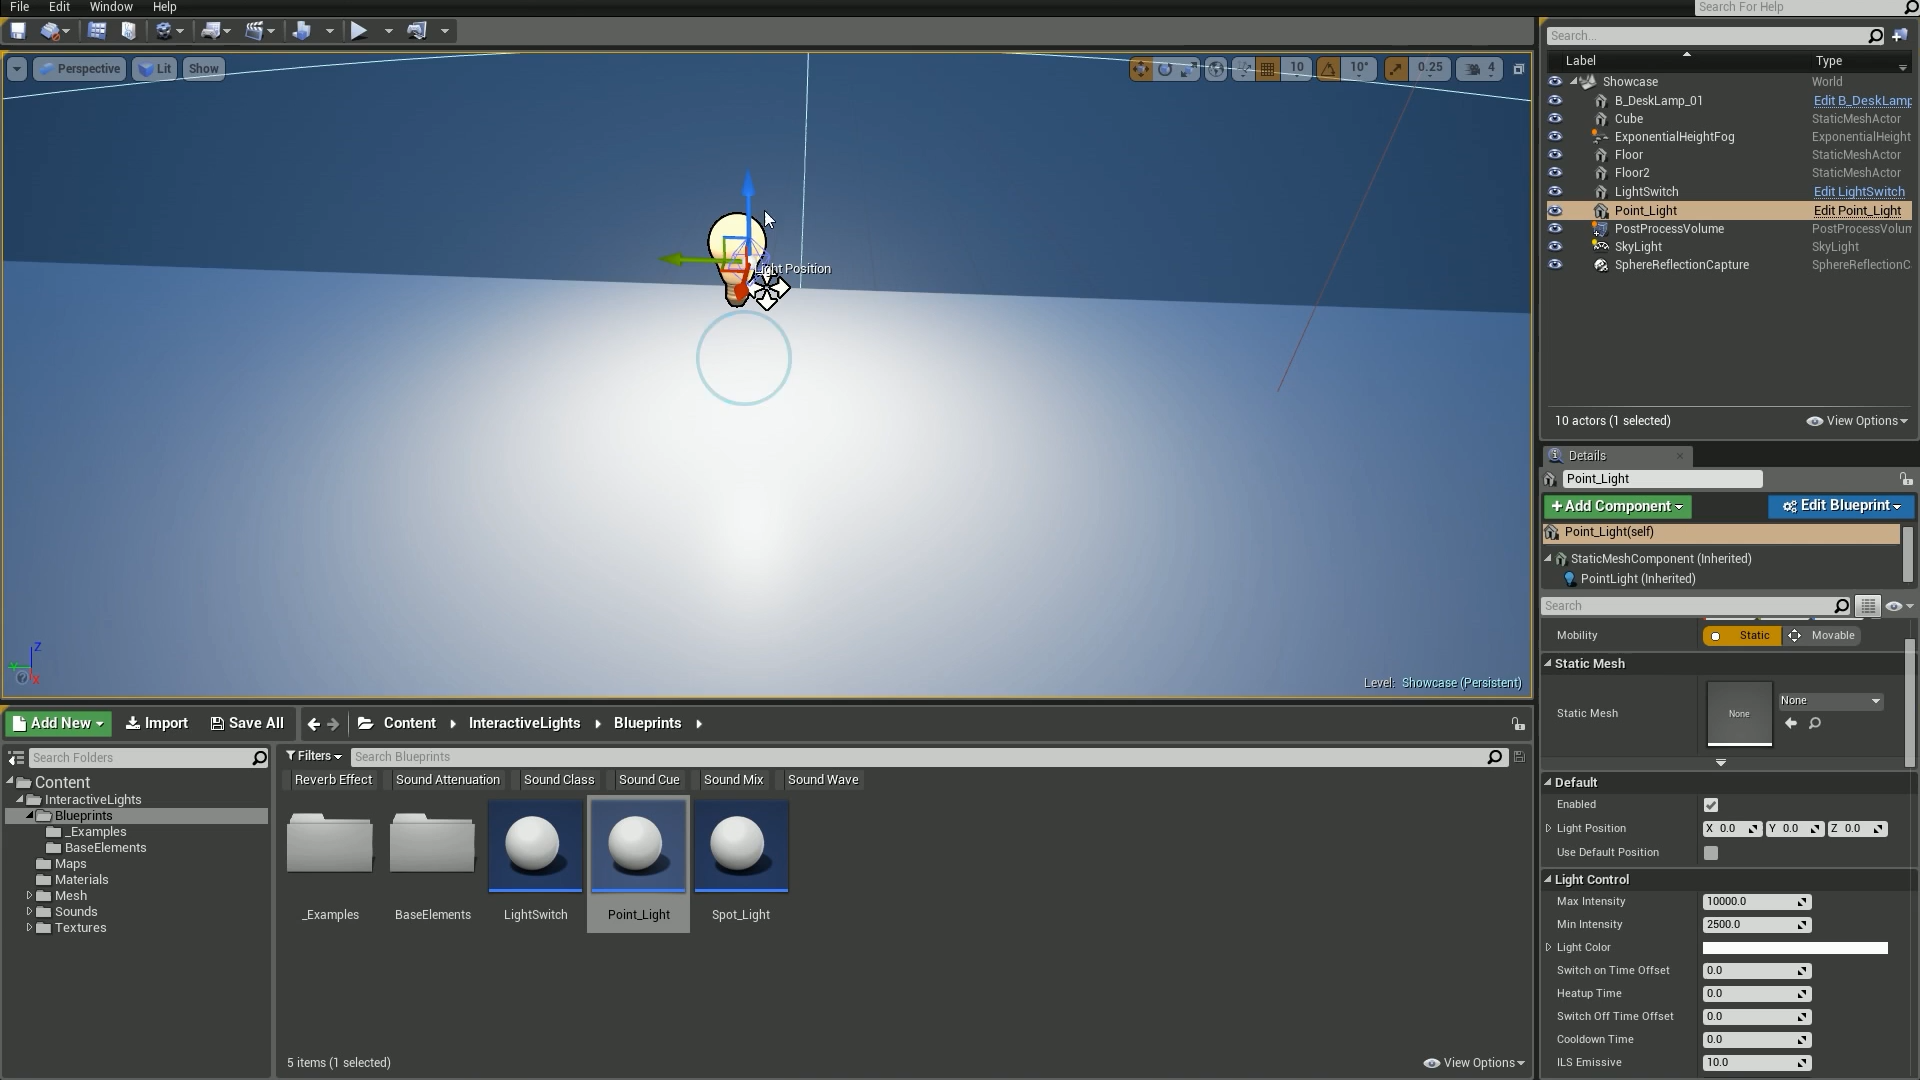 File Edit Window Help
Search For Help
Perspective Lit Show
10 10° 0.25 4
Light Position
Level: Showcase (Persistent)
Z
X
Search...
Label Type
Showcase World
B_DeskLamp_01 Edit B_DeskLamp
Cube StaticMeshActor
ExponentialHeightFog ExponentialHeight
Floor StaticMeshActor
Floor2 StaticMeshActor
LightSwitch Edit LightSwitch
Point_Light Edit Point_Light
PostProcessVolume PostProcessVolum
SkyLight SkyLight
SphereReflectionCapture SphereReflectionC
10 actors (1 selected) View Options
Details
Point_Light
+ Add Component Edit Blueprint
Point_Light(self)
StaticMeshComponent (Inherited)
PointLight (Inherited)
Search
Mobility Static Movable
Static Mesh
Static Mesh None None
Default
Enabled
Light Position X 0.0 Y 0.0 Z 0.0
Use Default Position
Light Control
Max Intensity 10000.0
Min Intensity 2500.0
Light Color
Switch on Time Offset 0.0
Heatup Time 0.0
Switch Off Time Offset 0.0
Cooldown Time 0.0
ILS Emissive 10.0
Add New Import Save All Content InteractiveLights Blueprints
Search Folders
Content
InteractiveLights
Blueprints
_Examples
BaseElements
Maps
Materials
Mesh
Sounds
Textures
Filters Search Blueprints
Reverb Effect Sound Attenuation Sound Class Sound Cue Sound Mix Sound Wave
_Examples BaseElements LightSwitch Point_Light Spot_Light
5 items (1 selected) View Options